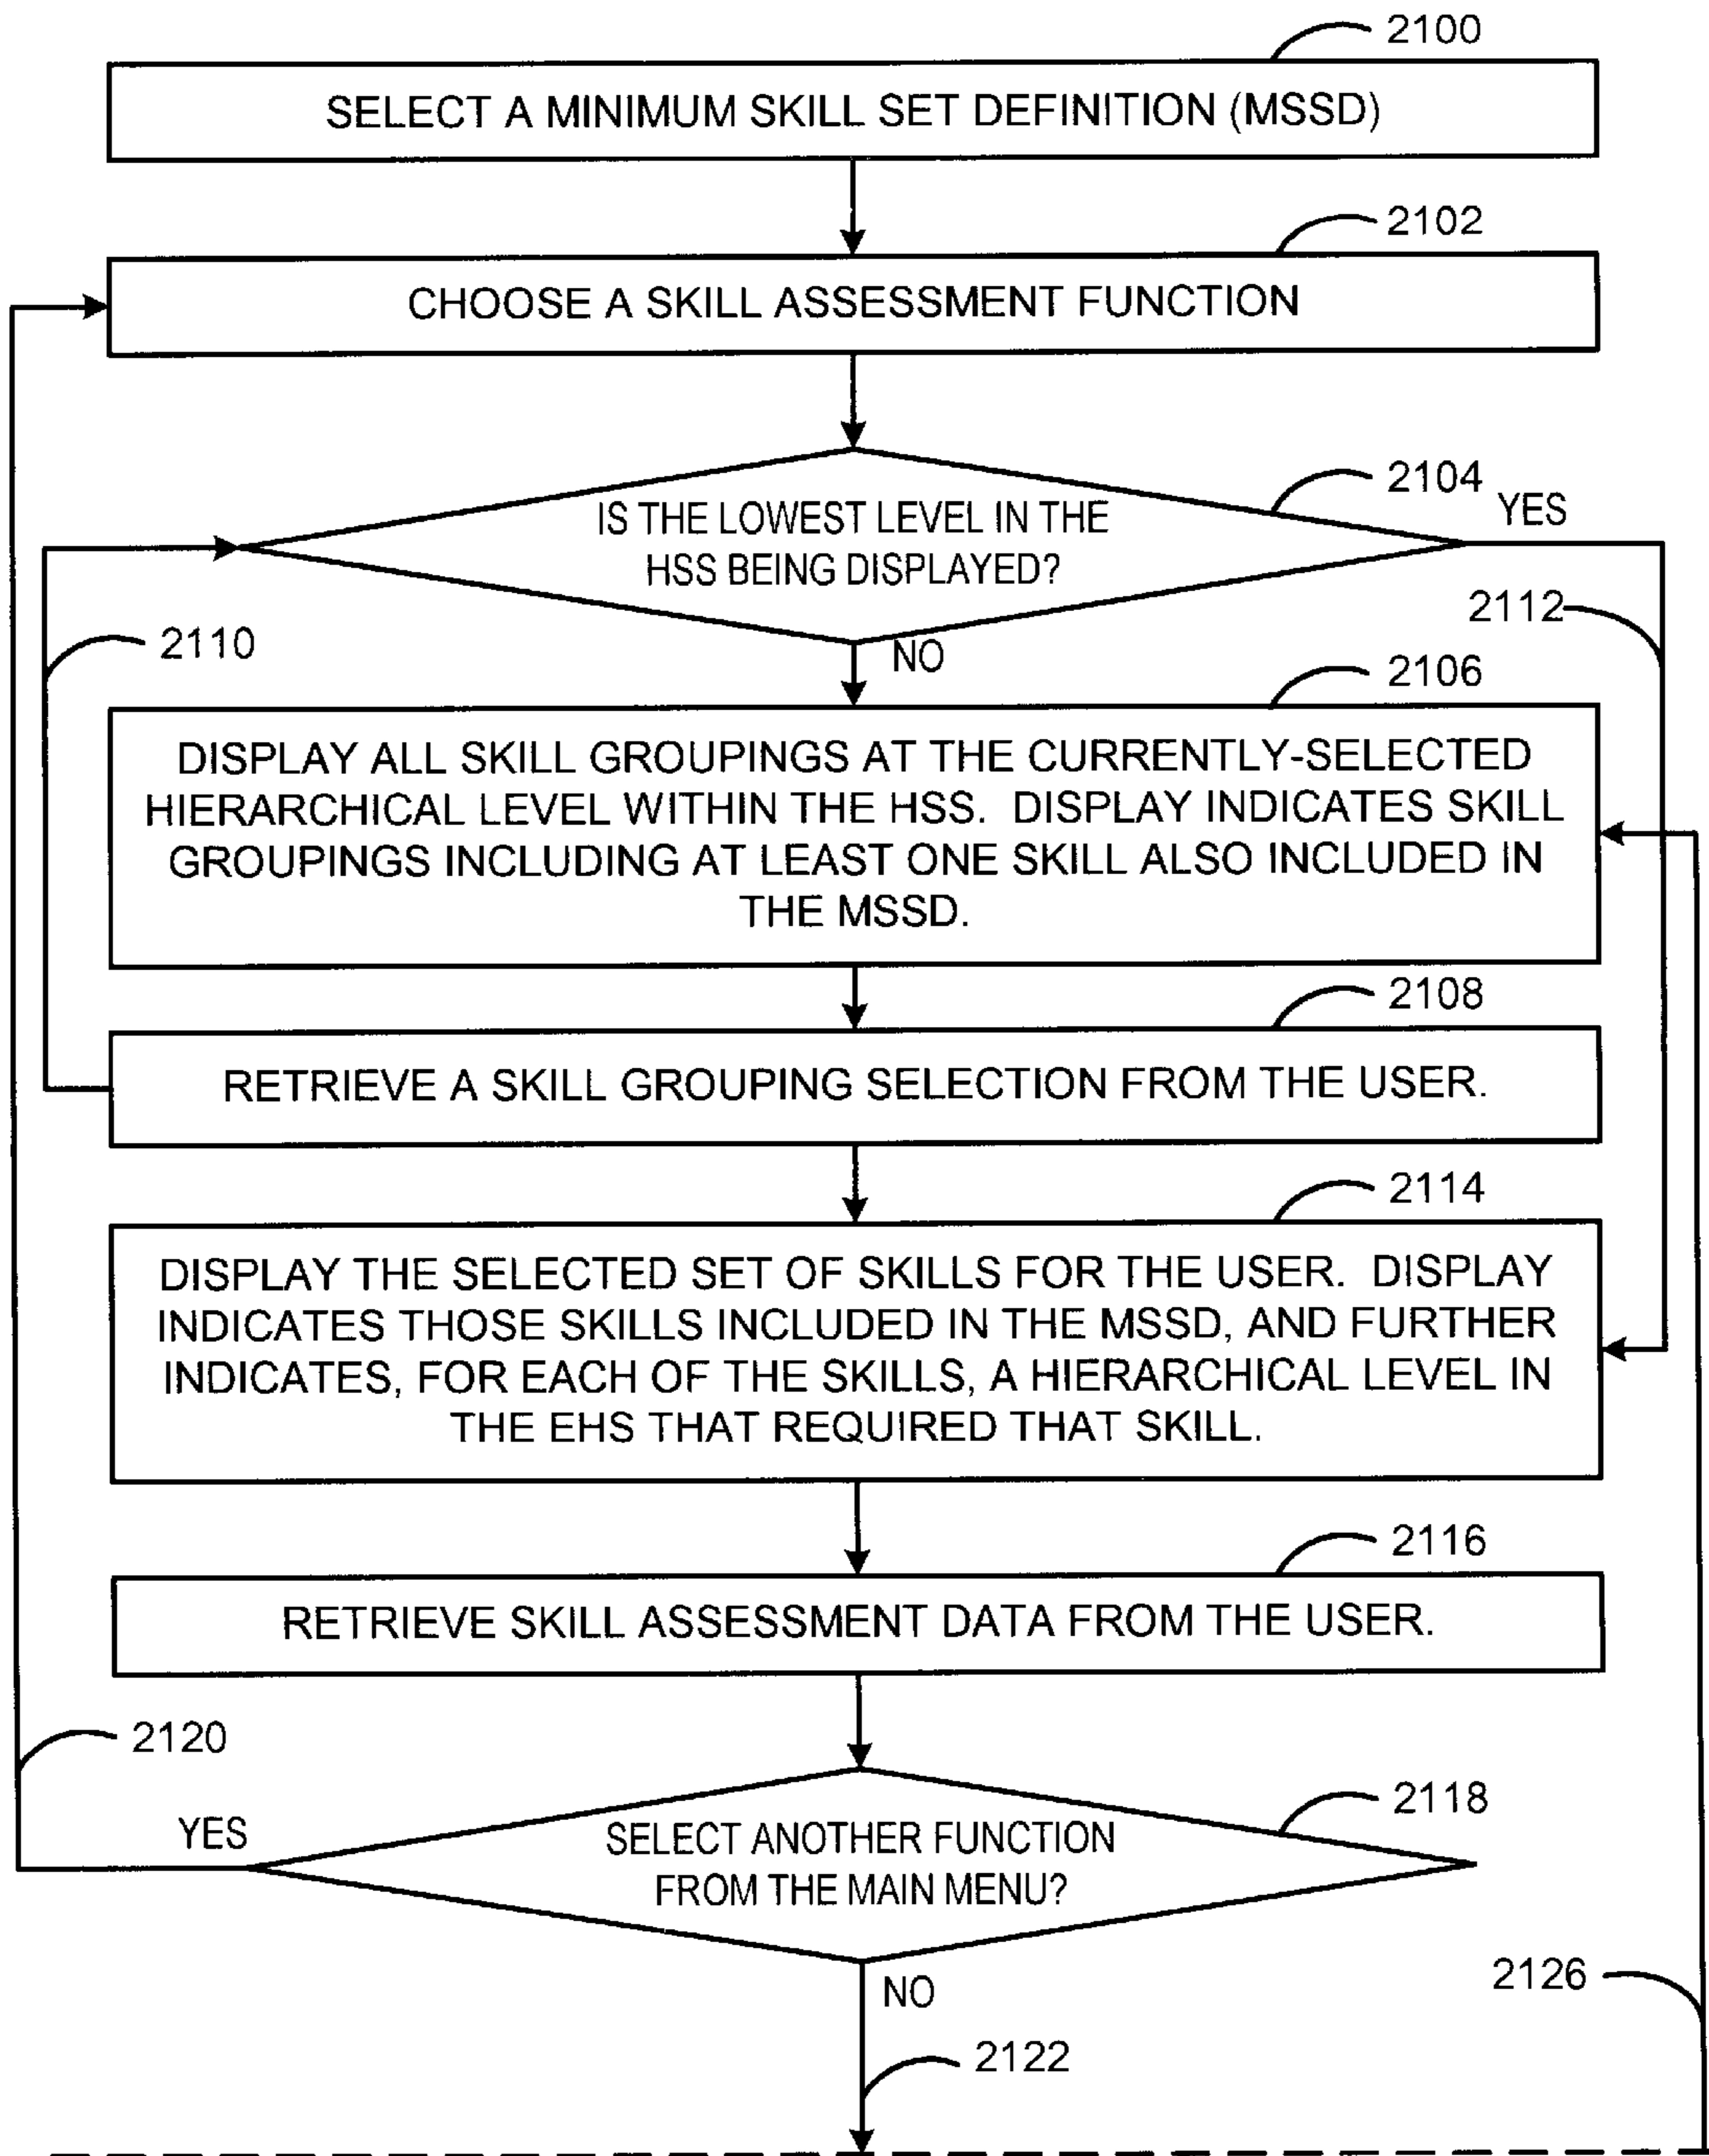 2100
SELECT A MINIMUM SKILL SET DEFINITION (MSSD)
2102
CHOOSE A SKILL ASSESSMENT FUNCTION
2104
YES
IS THE LOWEST LEVEL IN THE
HSS BEING DISPLAYED?
2112
2110
NO
2106
DISPLAY ALL SKILL GROUPINGS AT THE CURRENTLY-SELECTED
HIERARCHICAL LEVEL WITHIN THE HSS. DISPLAY INDICATES SKILL
GROUPINGS INCLUDING AT LEAST ONE SKILL ALSO INCLUDED IN
THE MSSD.
2108
RETRIEVE A SKILL GROUPING SELECTION FROM THE USER.
2114
DISPLAY THE SELECTED SET OF SKILLS FOR THE USER. DISPLAY
INDICATES THOSE SKILLS INCLUDED IN THE MSSD, AND FURTHER
INDICATES, FOR EACH OF THE SKILLS, A HIERARCHICAL LEVEL IN
THE EHS THAT REQUIRED THAT SKILL.
2116
RETRIEVE SKILL ASSESSMENT DATA FROM THE USER.
2120
2118
YES
SELECT ANOTHER FUNCTION
FROM THE MAIN MENU?
2126
NO
2122